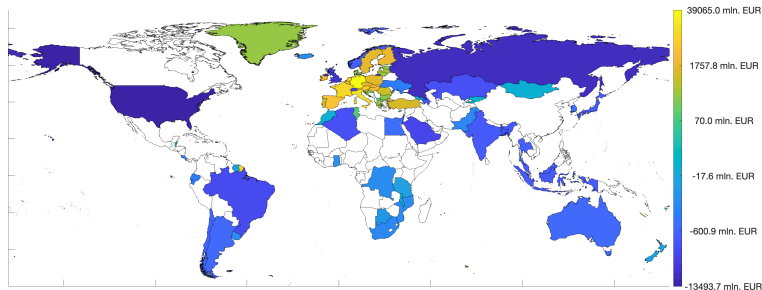 39065.0 mln. EUR
1757.8 mln. EUR
70.0 mln. EUR
-17.6 mln. EUR
-600.9 mln. EUR
-13493.7 mln. EUR